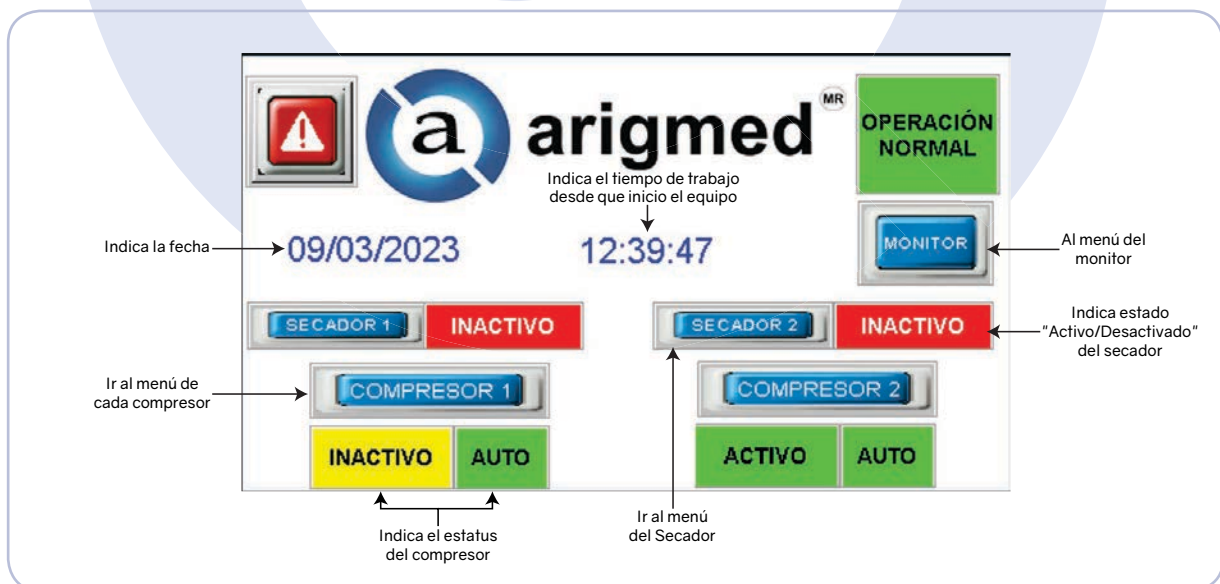 a arigmed MR
OPERACIÓN
NORMAL
Indica el tiempo de trabajo
desde que inicio el equipo
Indica la fecha
09/03/2023
12:39:47
MONITOR
Al menú del
monitor
SECADOR 1
INACTIVO
SECADOR 2
INACTIVO
Indica estado
"Activo/Desactivado"
del secador
Ir al menú de
cada compresor
COMPRESOR 1
COMPRESOR 2
INACTIVO
AUTO
ACTIVO
AUTO
Indica el estatus
del compresor
Ir al menú
del Secador